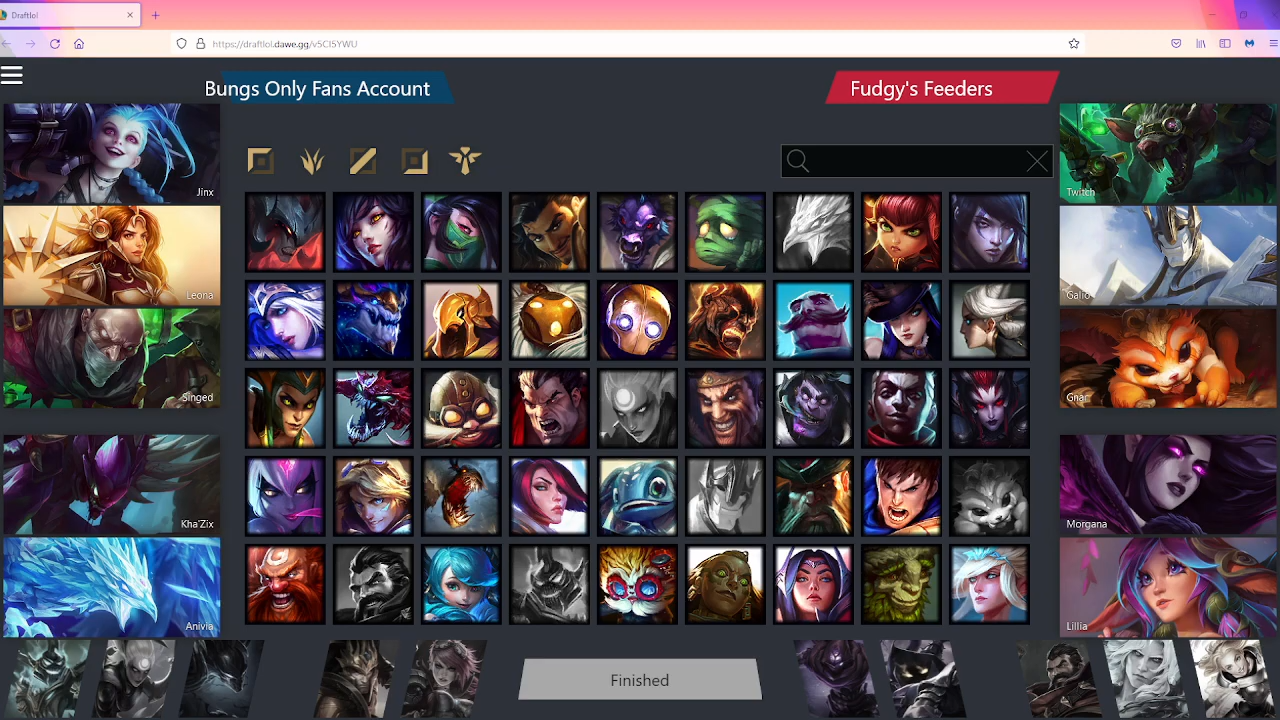 Draftlol
https://draftlol.dawe.gg/v5Cl5YWU
Bungs Only Fans Account
Fudgy's Feeders
Jinx
Leona
Singed
Kha'Zix
Anivia
Twitch
Galio
Gnar
Morgana
Lillia
Finished